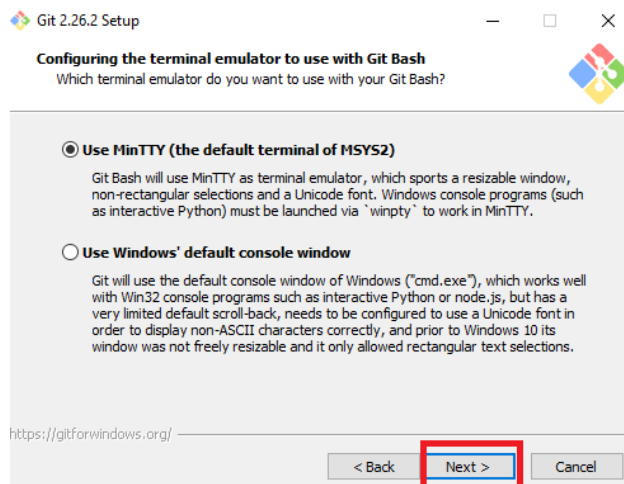 Git 2.26.2 Setup
Configuring the terminal emulator to use with Git Bash
Which terminal emulator do you want to use with your Git Bash?
Use MinTTY (the default terminal of MSYS2)
Git Bash will use MinTTY as terminal emulator, which sports a resizable window,
non-rectangular selections and a Unicode font. Windows console programs (such
as interactive Python) must be launched via `winpty` to work in MinTTY.
Use Windows' default console window
Git will use the default console window of Windows ("cmd.exe"), which works well
with Win32 console programs such as interactive Python or node.js, but has a
very limited default scroll-back, needs to be configured to use a Unicode font in
order to display non-ASCII characters correctly, and prior to Windows 10 its
window was not freely resizable and it only allowed rectangular text selections.
https://gitforwindows.org/
< Back Next > Cancel